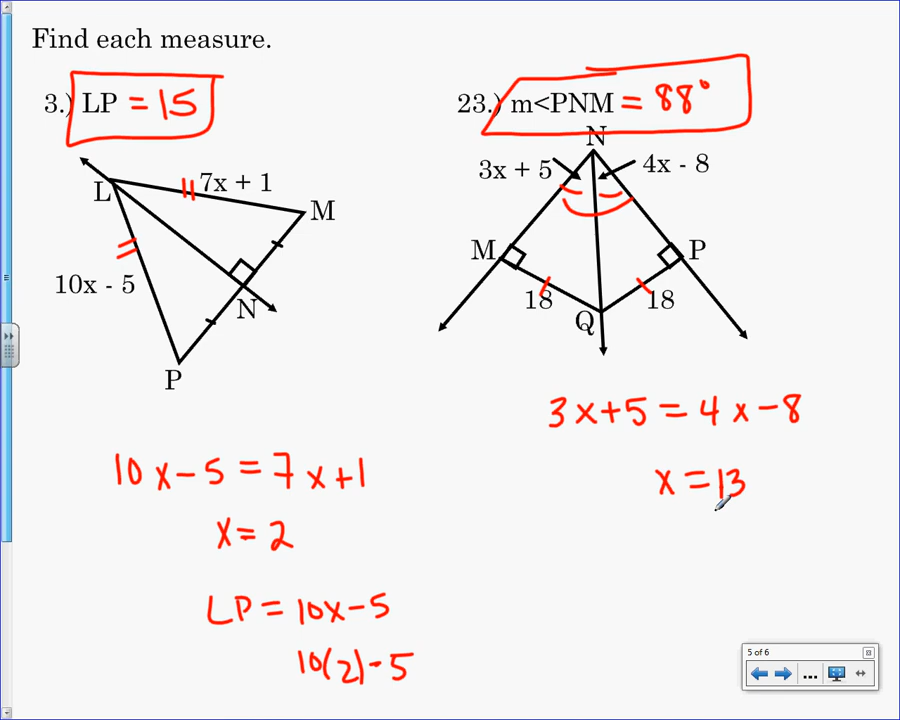 Find each measure.
3.) LP = 15
23.) m<PNM = 88°
L
7x + 1
M
10x - 5
N
P
N
3x + 5
4x - 8
M
P
18
18
Q
10x - 5 = 7x + 1
x = 2
LP = 10x - 5
10(2) - 5
3x + 5 = 4x - 8
x = 13
5 of 6
...